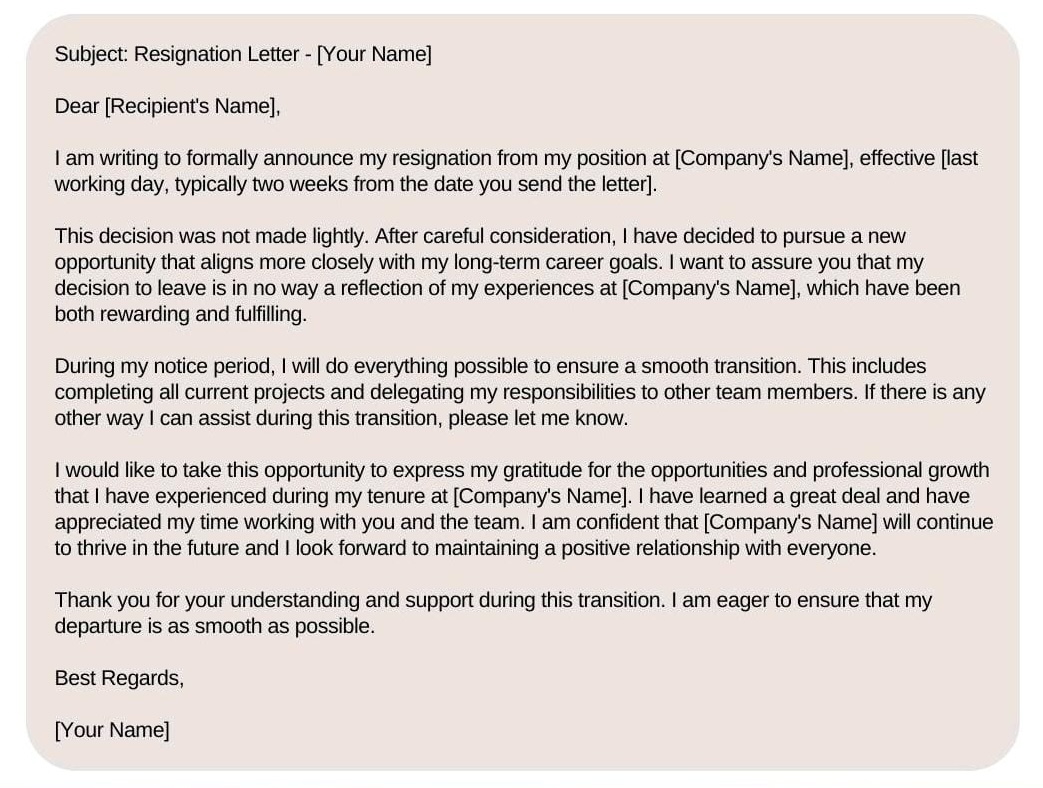 Subject: Resignation Letter - [Your Name]
Dear [Recipient's Name],
I am writing to formally announce my resignation from my position at [Company's Name], effective [last
working day, typically two weeks from the date you send the letter].
This decision was not made lightly. After careful consideration, I have decided to pursue a new
opportunity that aligns more closely with my long-term career goals. I want to assure you that my
decision to leave is in no way a reflection of my experiences at [Company's Name], which have been
both rewarding and fulfilling.
During my notice period, I will do everything possible to ensure a smooth transition. This includes
completing all current projects and delegating my responsibilities to other team members. If there is any
other way I can assist during this transition, please let me know.
I would like to take this opportunity to express my gratitude for the opportunities and professional growth
that I have experienced during my tenure at [Company's Name]. I have learned a great deal and have
appreciated my time working with you and the team. I am confident that [Company's Name] will continue
to thrive in the future and I look forward to maintaining a positive relationship with everyone.
Thank you for your understanding and support during this transition. I am eager to ensure that my
departure is as smooth as possible.
Best Regards,
[Your Name]